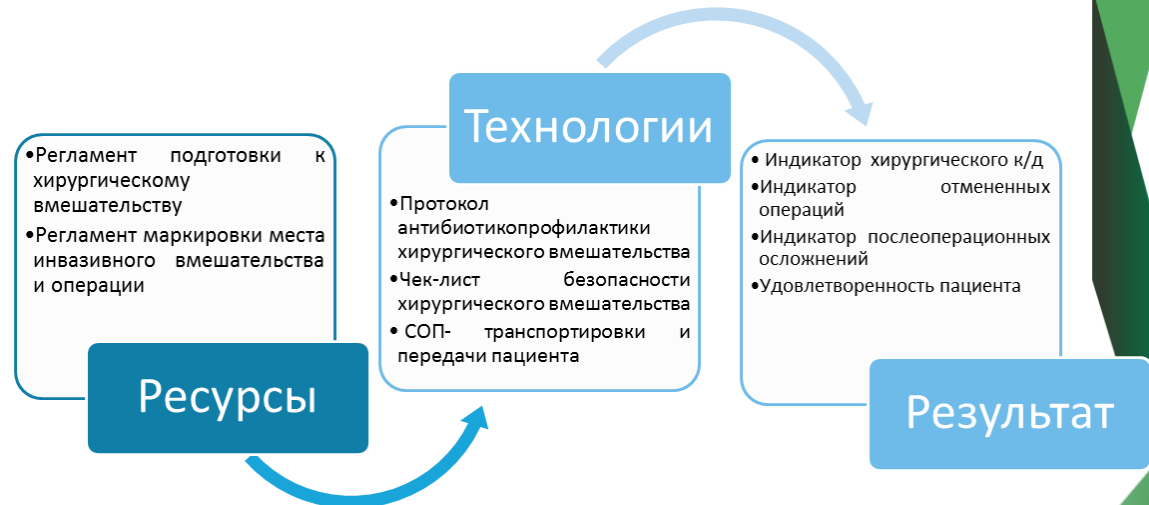 •Регламент подготовки к
хирургическому
вмешательству
•Регламент маркировки места
инвазивного вмешательства
и операции
Ресурсы
Технологии
•Протокол
антибиотикопрофилактики
хирургического вмешательства
•Чек-лист безопасности
хирургического вмешательства
• СОП- транспортировки и
передачи пациента
• Индикатор хирургического к/д
•Индикатор отмененных
операций
•Индикатор послеоперационных
осложнений
•Удовлетворенность пациента
Результат